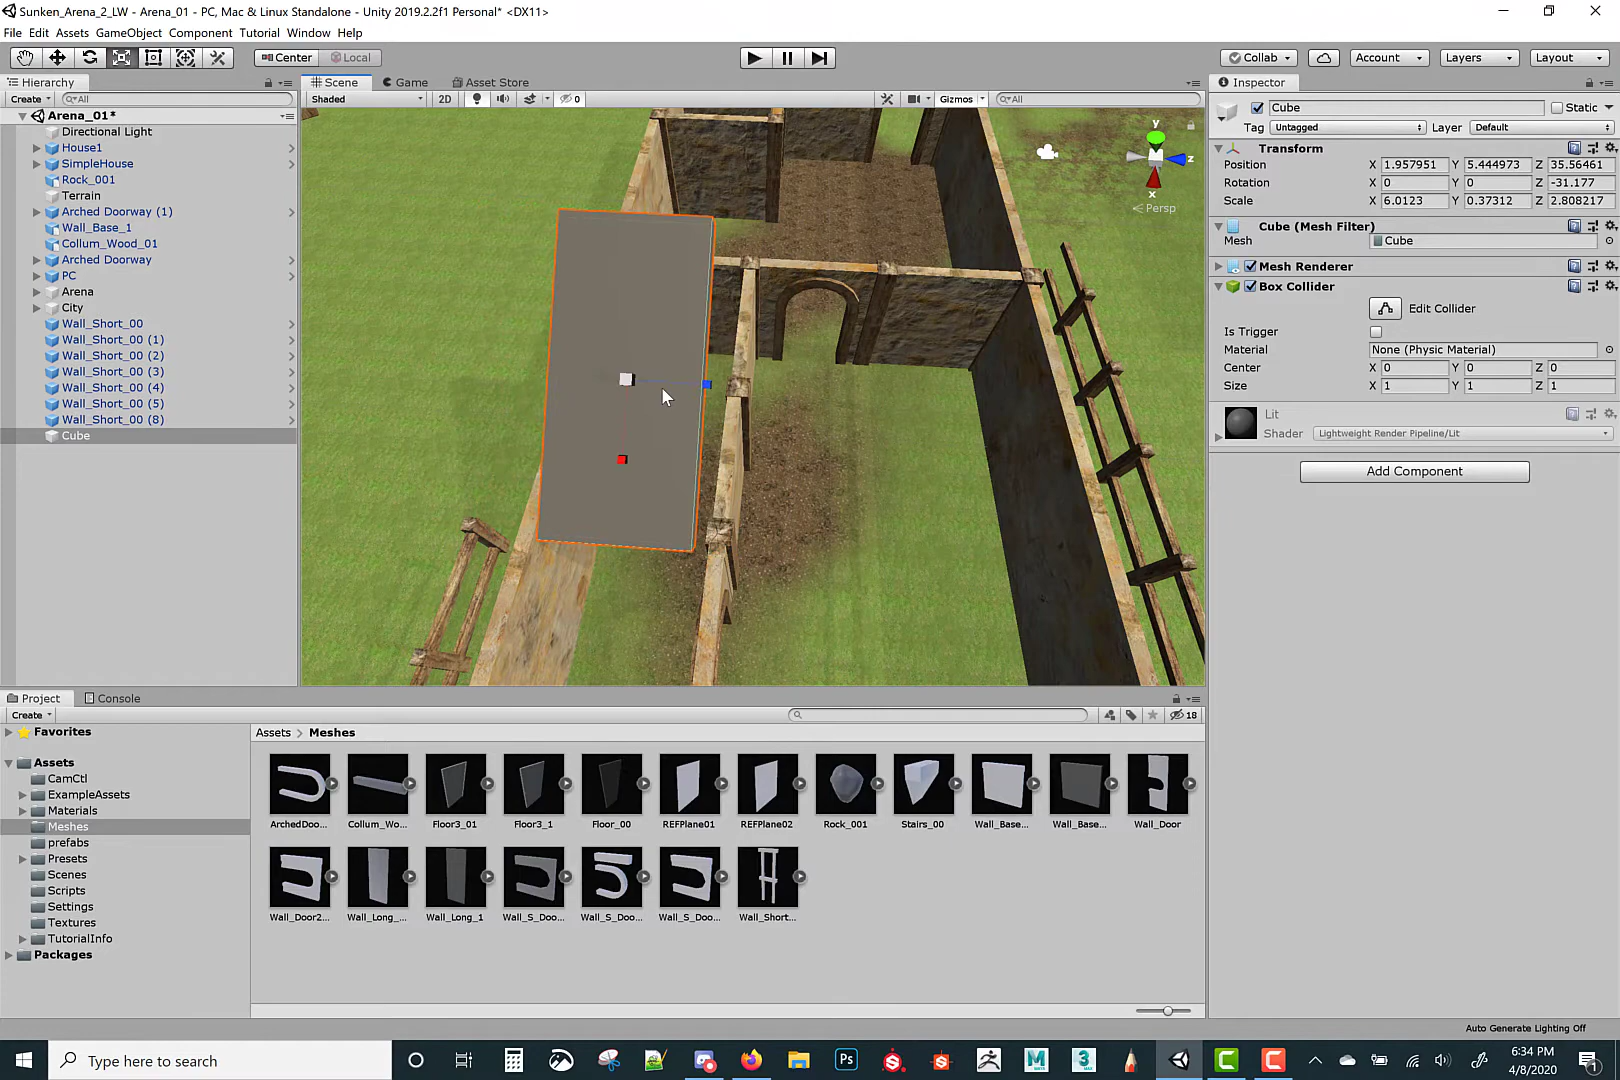 Sunken_Arena_2_LW - Arena_01 - PC, Mac & Linux Standalone - Unity 2019.2.2f1 Personal* <DX11>
File Edit Assets GameObject Component Tutorial Window Help
Center Local Collab Account Layers Layout
Hierarchy
Create All
Arena_01*
Directional Light
House1
SimpleHouse
Rock_001
Terrain
Arched Doorway (1)
Wall_Base_1
Collum_Wood_01
Arched Doorway
PC
Arena
City
Wall_Short_00
Wall_Short_00 (1)
Wall_Short_00 (2)
Wall_Short_00 (3)
Wall_Short_00 (4)
Wall_Short_00 (5)
Wall_Short_00 (8)
Cube
Scene Game Asset Store
Shaded 2D 0 Gizmos All
y
z
x
Persp
Inspector
Cube Static
Tag Untagged Layer Default
Transform
Position X 1.957951 Y 5.444973 Z 35.56461
Rotation X 0 Y 0 Z -31.177
Scale X 6.0123 Y 0.37312 Z 2.808217
Cube (Mesh Filter)
Mesh Cube
Mesh Renderer
Box Collider
Edit Collider
Is Trigger
Material None (Physic Material)
Center X 0 Y 0 Z 0
Size X 1 Y 1 Z 1
Lit
Shader Lightweight Render Pipeline/Lit
Add Component
Project Console
Create 18
Favorites
Assets
CamCtl
ExampleAssets
Materials
Meshes
prefabs
Presets
Scenes
Scripts
Settings
Textures
TutorialInfo
Packages
Assets > Meshes
ArchedDoo... Collum_Wo... Floor3_01 Floor3_1 Floor_00 REFPlane01 REFPlane02 Rock_001 Stairs_00 Wall_Base... Wall_Base... Wall_Door
Wall_Door2... Wall_Long_... Wall_Long_1 Wall_S_Doo... Wall_S_Doo... Wall_S_Doo... Wall_Short...
Auto Generate Lighting Off
Type here to search
Ps
M
3
6:34 PM
4/8/2020
1